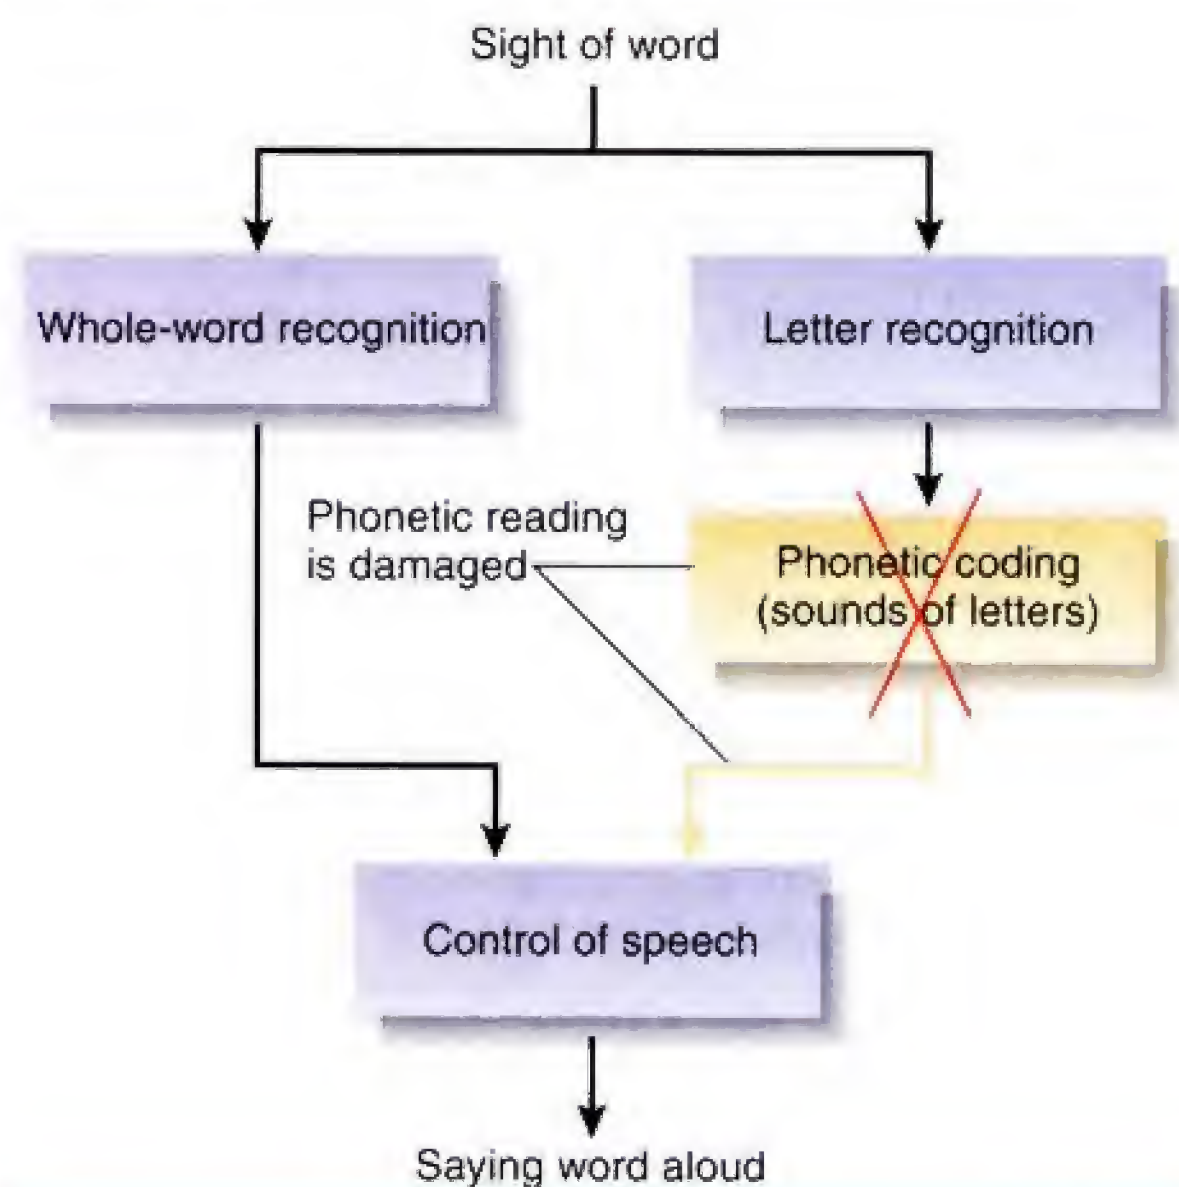 Sight of word
Whole-word recognition
Letter recognition
Phonetic reading
is damaged
Phonetic coding
(sounds of letters)
Control of speech
Saying word aloud